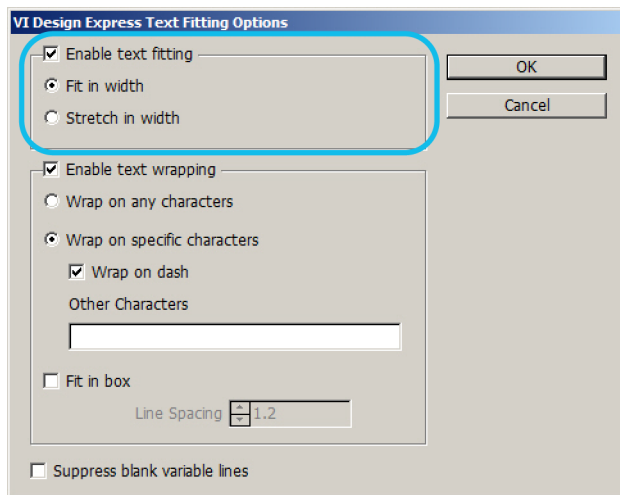 VI Design Express Text Fitting Options
Enable text fitting
Fit in width
Stretch in width
OK
Cancel
Enable text wrapping
Wrap on any characters
Wrap on specific characters
Wrap on dash
Other Characters
Fit in box
Line Spacing 1.2
Suppress blank variable lines